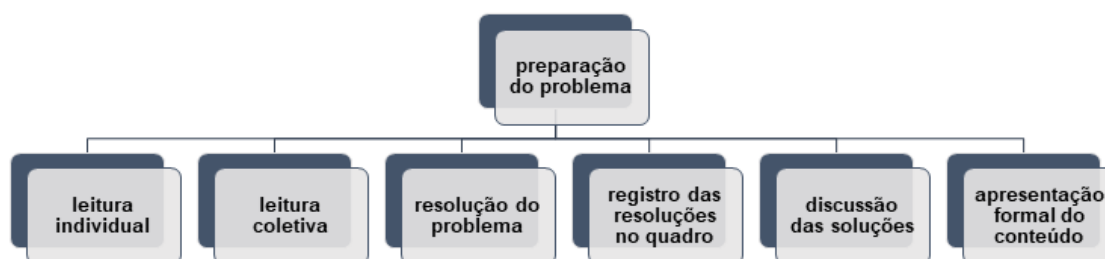 preparação
do problema
leitura
individual
leitura
coletiva
resolução do
problema
registro das
resoluções
no quadro
discussão
das soluções
apresentação
formal do
conteúdo